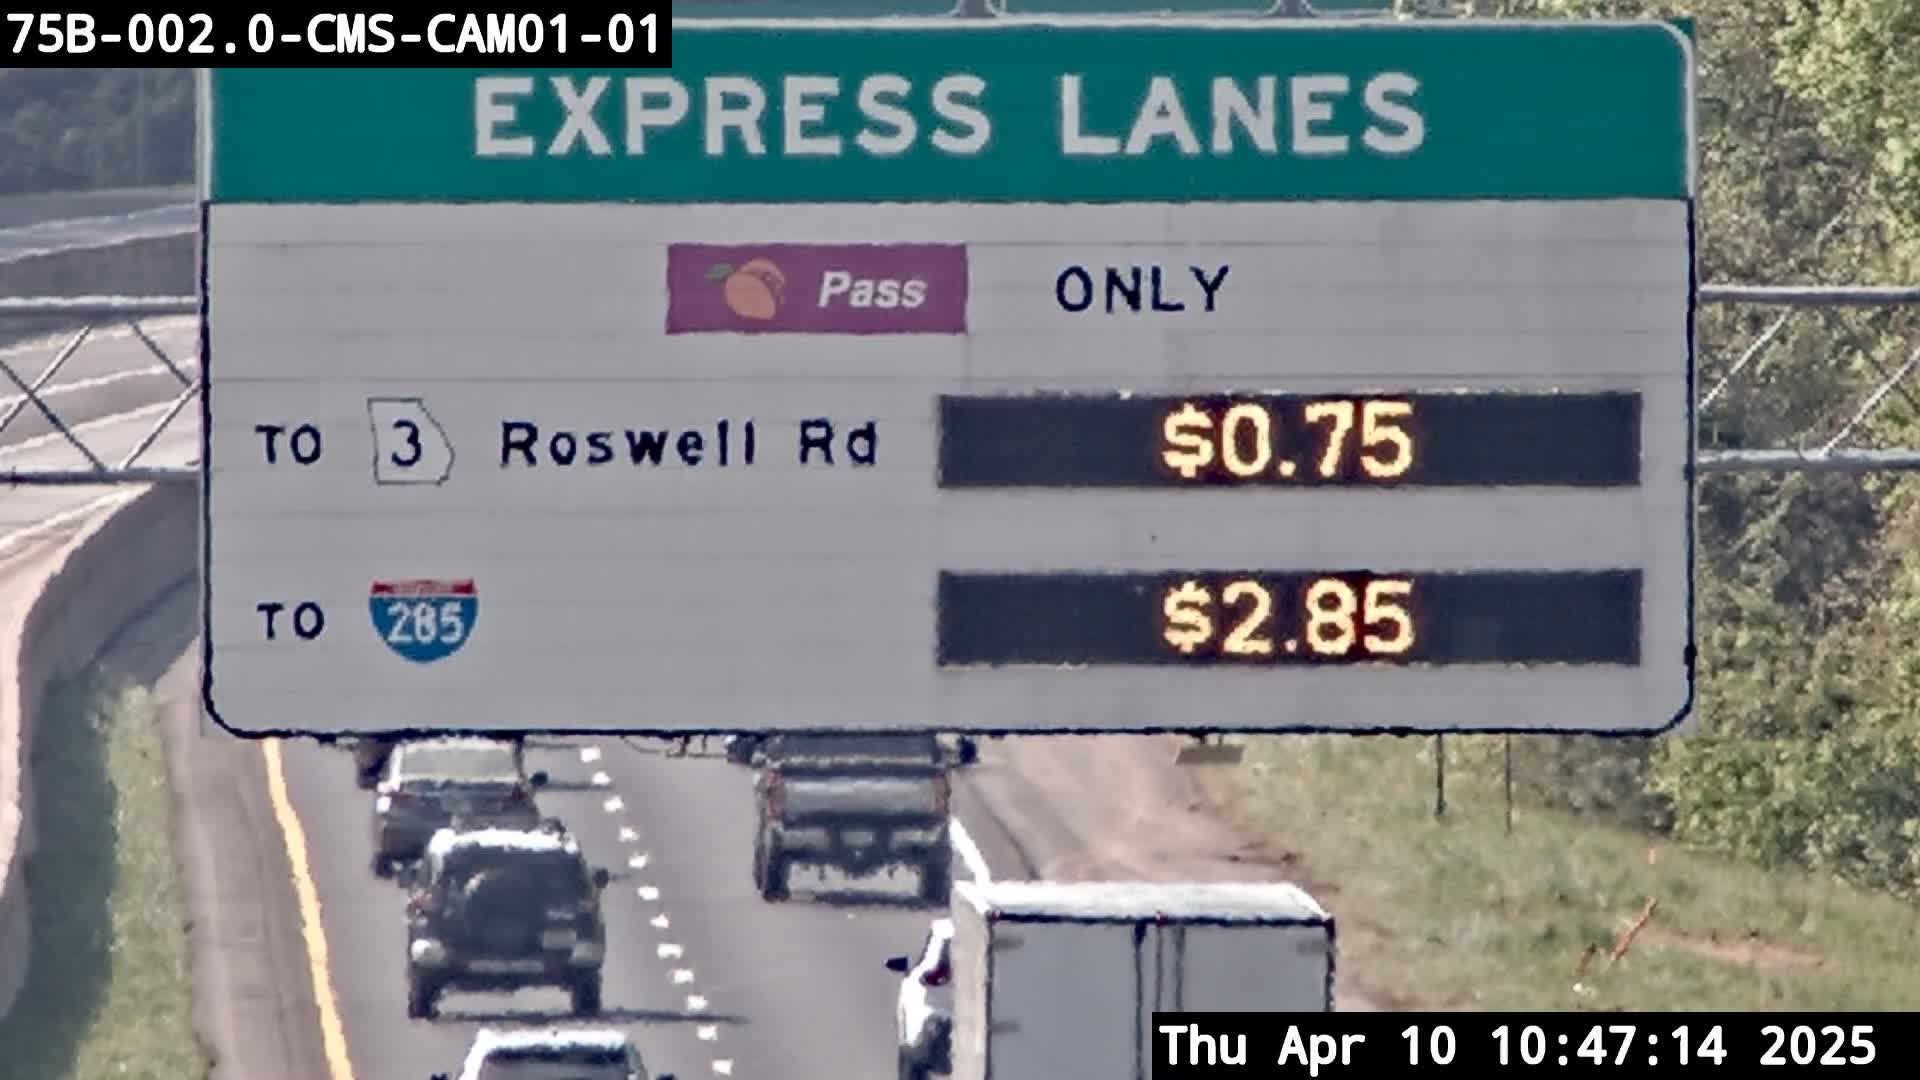 75B-002.0-CMS-CAM01-01
EXPRESS LANES
Pass ONLY
TO 3 Roswell Rd $0.75
TO 285 $2.85
Thu Apr 10 10:47:14 2025